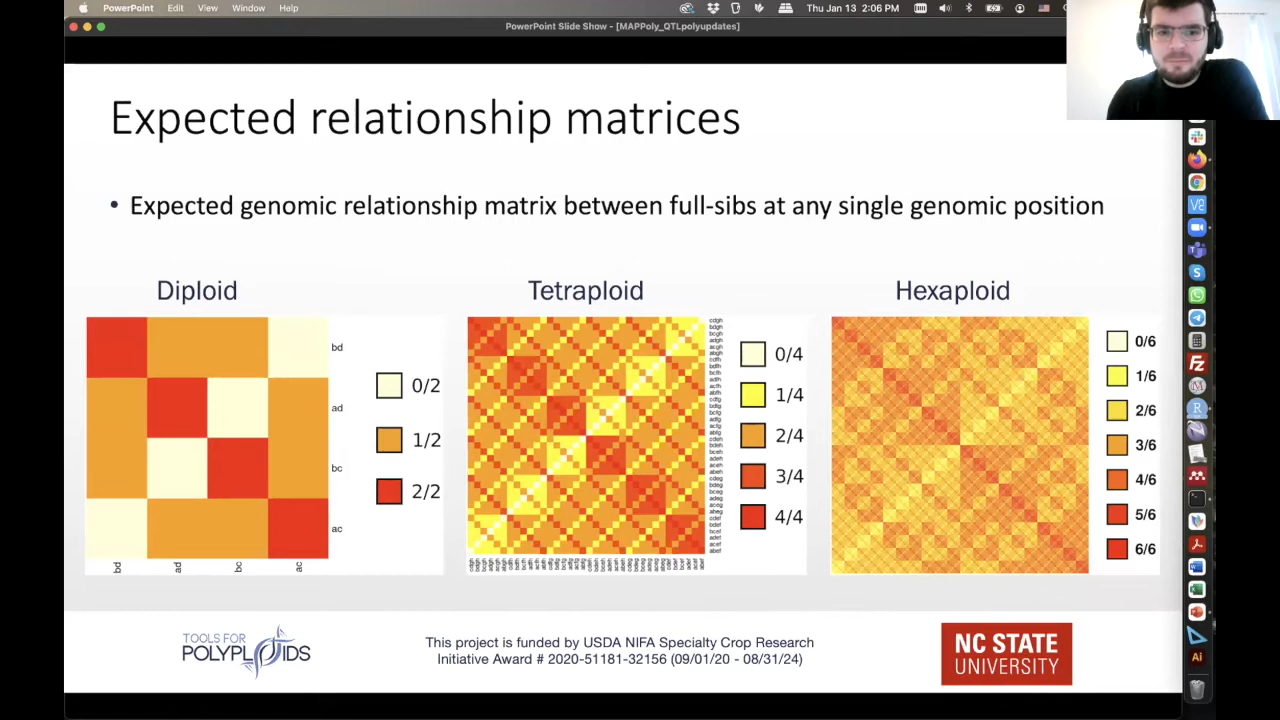 PowerPoint Edit View Window Help Thu Jan 13 2:06 PM
PowerPoint Slide Show - [MAPPoly_QTLpolyupdates]
Expected relationship matrices
• Expected genomic relationship matrix between full-sibs at any single genomic position
Diploid Tetraploid Hexaploid
bd
ad
bc
ac
bd ad bc ac
0/2
1/2
2/2
0/4
1/4
2/4
3/4
4/4
0/6
1/6
2/6
3/6
4/6
5/6
6/6
TOOLS FOR
POLYPLOIDS
This project is funded by USDA NIFA Specialty Crop Research
Initiative Award # 2020-51181-32156 (09/01/20 - 08/31/24)
NC STATE
UNIVERSITY